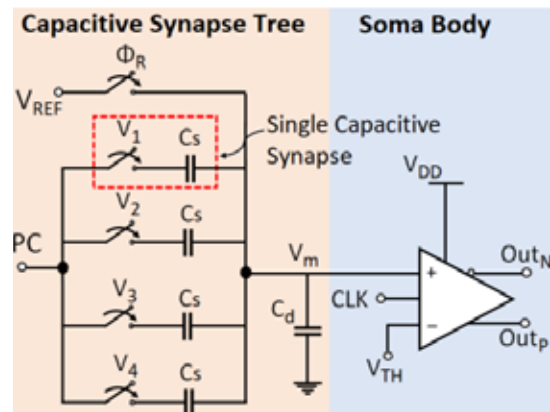 Capacitive Synapse Tree
Soma Body
Φ_R
V_REF
V_1
Cs
Single Capacitive
Synapse
V_DD
V_2
Cs
PC
V_m
Out_N
V_3
Cs
C_d
CLK
+
−
Out_P
V_TH
V_4
Cs